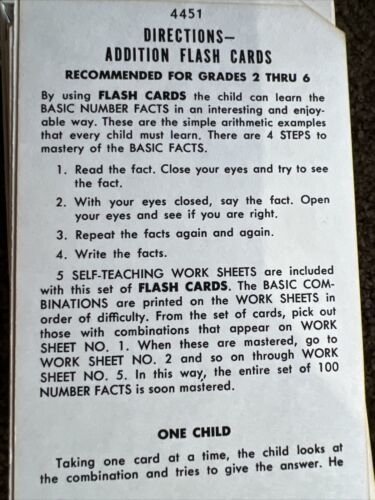 4451
DIRECTIONS—
ADDITION FLASH CARDS
RECOMMENDED FOR GRADES 2 THRU 6
By using FLASH CARDS the child can learn the
BASIC NUMBER FACTS in an interesting and enjoy-
able way. These are the simple arithmetic examples
that every child must learn. There are 4 STEPS to
mastery of the BASIC FACTS.
1. Read the fact. Close your eyes and try to see
the fact.
2. With your eyes closed, say the fact. Open
your eyes and see if you are right.
3. Repeat the facts again and again.
4. Write the facts.
5 SELF-TEACHING WORK SHEETS are included
with this set of FLASH CARDS. The BASIC COM-
BINATIONS are printed on the WORK SHEETS in
order of difficulty. From the set of cards, pick out
those with combinations that appear on WORK
SHEET NO. 1. When these are mastered, go to
WORK SHEET NO. 2 and so on through WORK
SHEET NO. 5. In this way, the entire set of 100
NUMBER FACTS is soon mastered.
ONE CHILD
Taking one card at a time, the child looks at
the combination and tries to give the answer. He